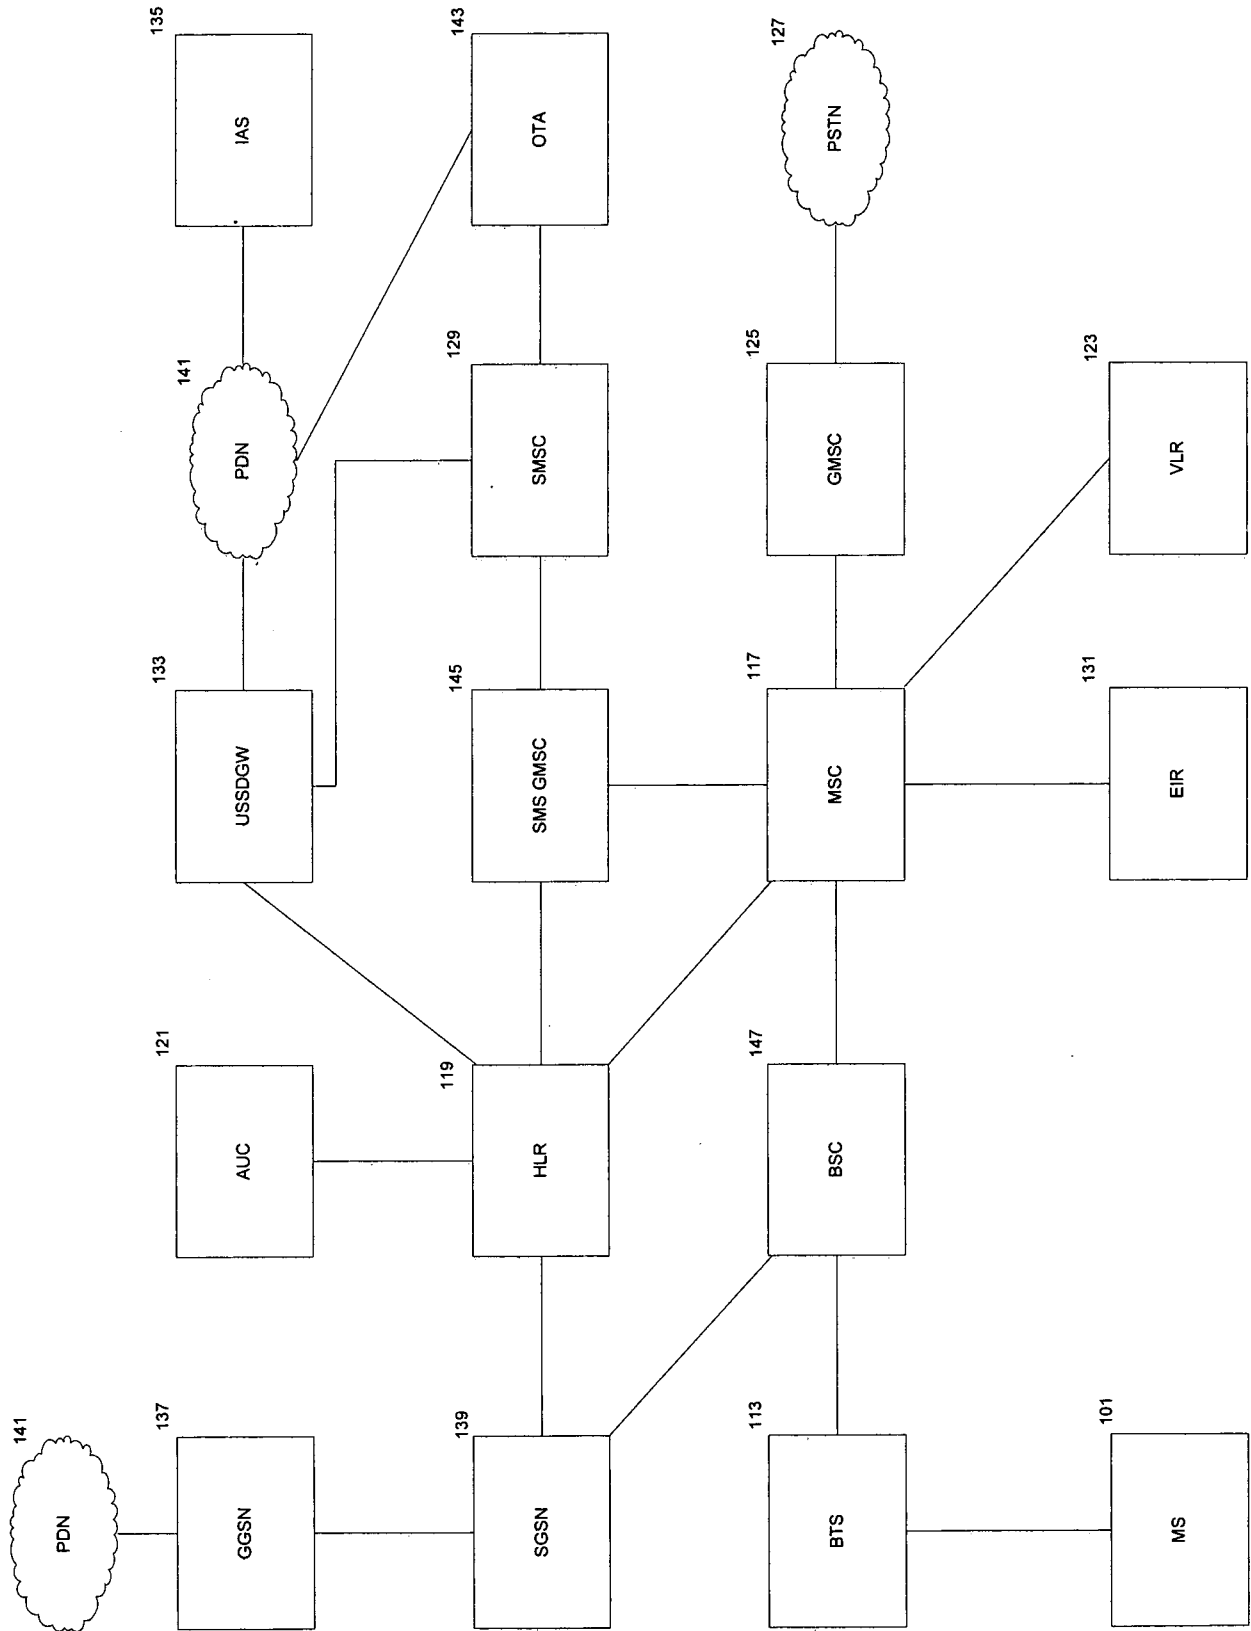 141
PDN
137
121
133
141
135
GGSN
AUC
USSDGW
PDN
IAS
139
119
145
129
143
SGSN
HLR
SMS GMSC
SMSC
OTA
113
147
117
125
127
BTS
BSC
MSC
GMSC
PSTN
101
131
123
MS
EIR
VLR